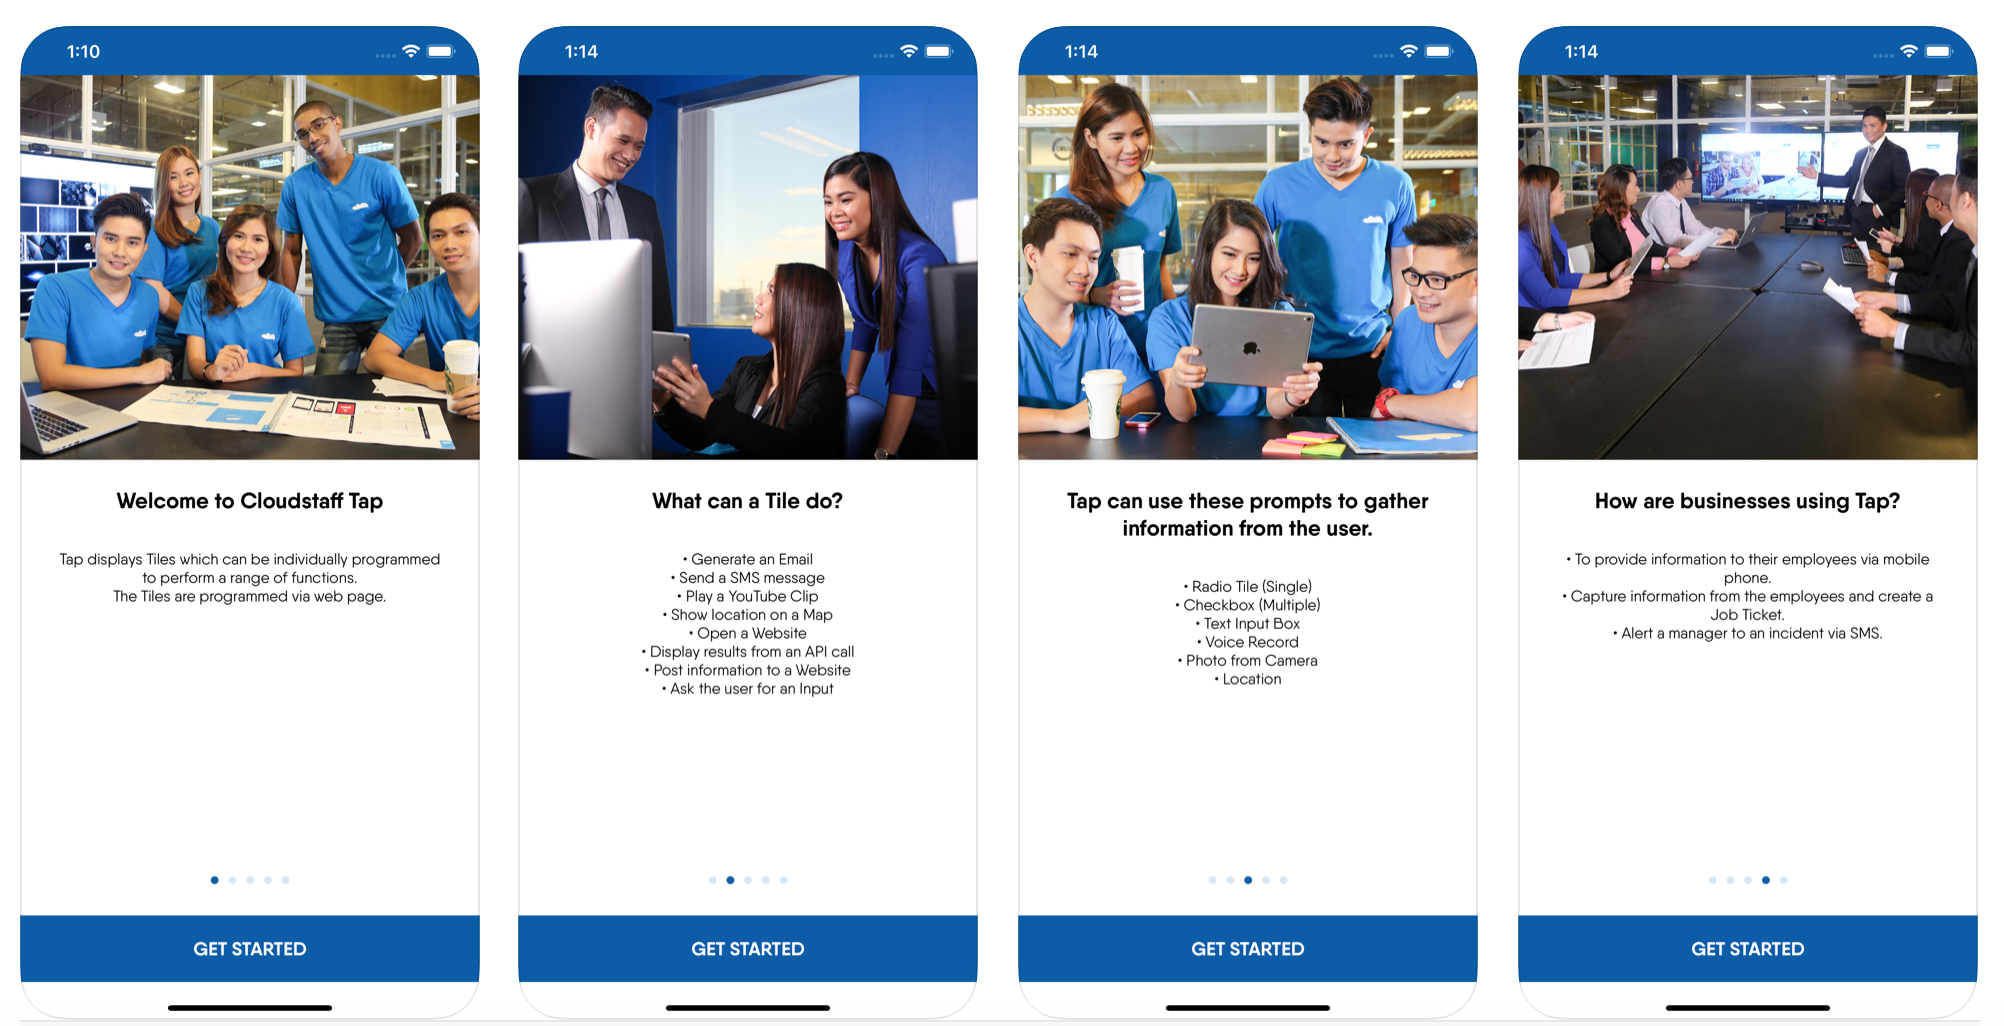 1:10
Welcome to Cloudstaff Tap
Tap displays Tiles which can be individually programmed
to perform a range of functions.
The Tiles are programmed via web page.
GET STARTED
1:14
What can a Tile do?
• Generate an Email
• Send a SMS message
• Play a YouTube Clip
• Show location on a Map
• Open a Website
• Display results from an API call
• Post information to a Website
• Ask the user for an Input
GET STARTED
1:14
Tap can use these prompts to gather
information from the user.
• Radio Tile (Single)
• Checkbox (Multiple)
• Text Input Box
• Voice Record
• Photo from Camera
• Location
GET STARTED
1:14
How are businesses using Tap?
• To provide information to their employees via mobile
phone.
• Capture information from the employees and create a
Job Ticket.
• Alert a manager to an incident via SMS.
GET STARTED